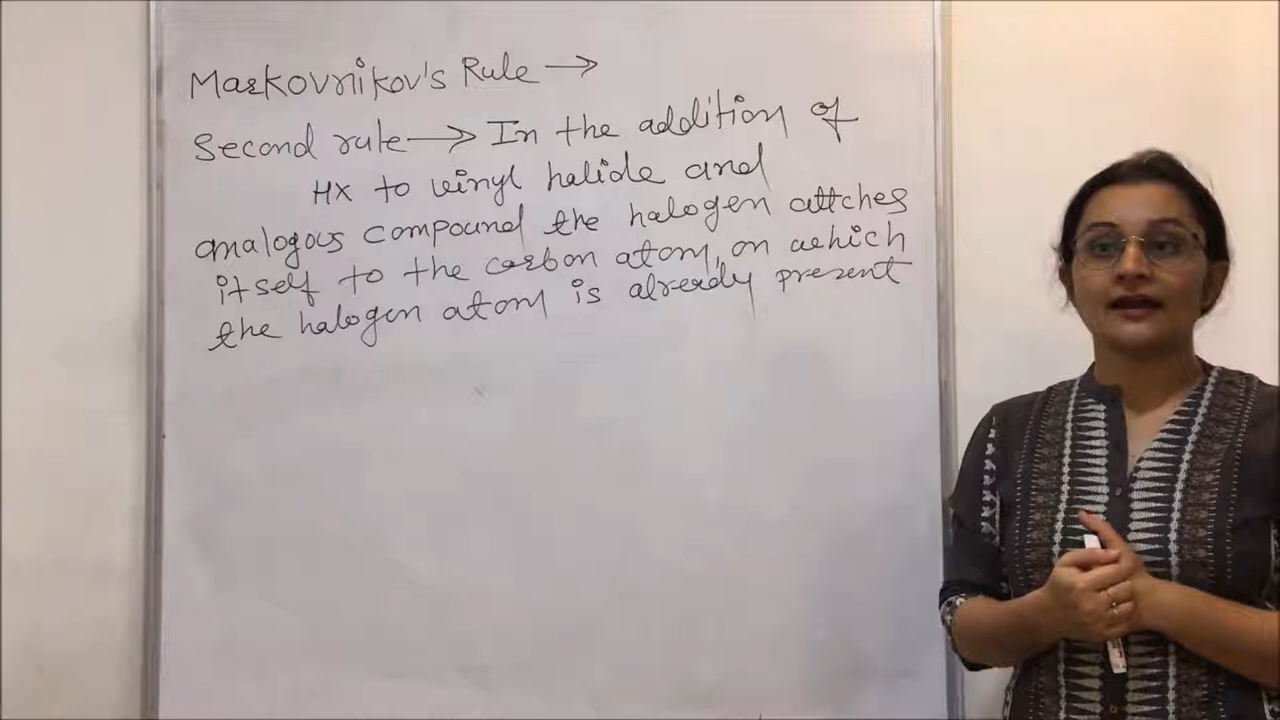 Markovnikov's Rule →
Second rule → In the addition of
HX to vinyl halide and
analogous compound the halogen attches
itself to the carbon atom, on which
the halogen atom is already present